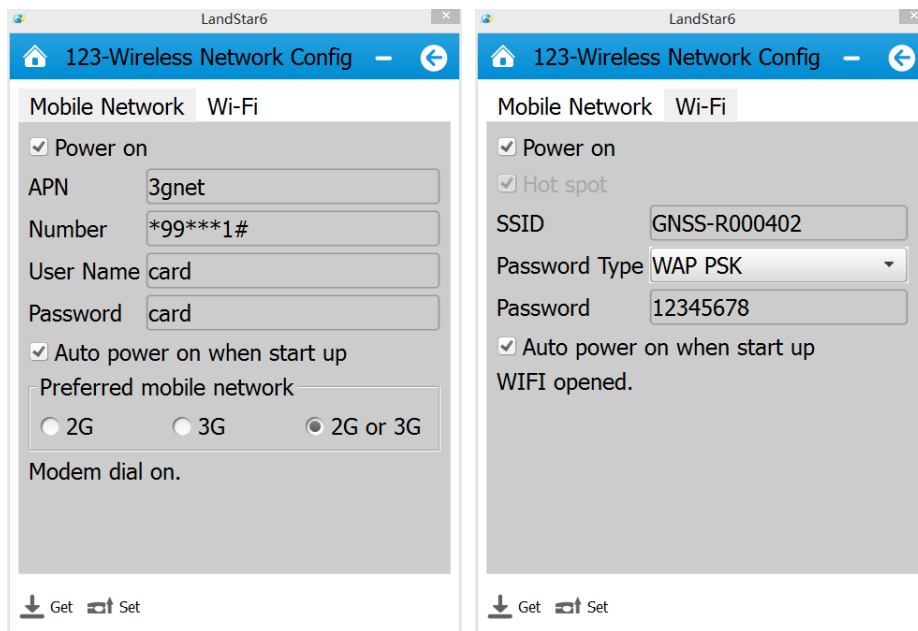 LandStar6
123-Wireless Network Config
Mobile Network Wi-Fi
Power on
APN 3gnet
Number *99***1#
User Name card
Password card
Auto power on when start up
Preferred mobile network
2G 3G 2G or 3G
Modem dial on.
Get Set
LandStar6
123-Wireless Network Config
Mobile Network Wi-Fi
Power on
Hot spot
SSID GNSS-R000402
Password Type WAP PSK
Password 12345678
Auto power on when start up
WIFI opened.
Get Set